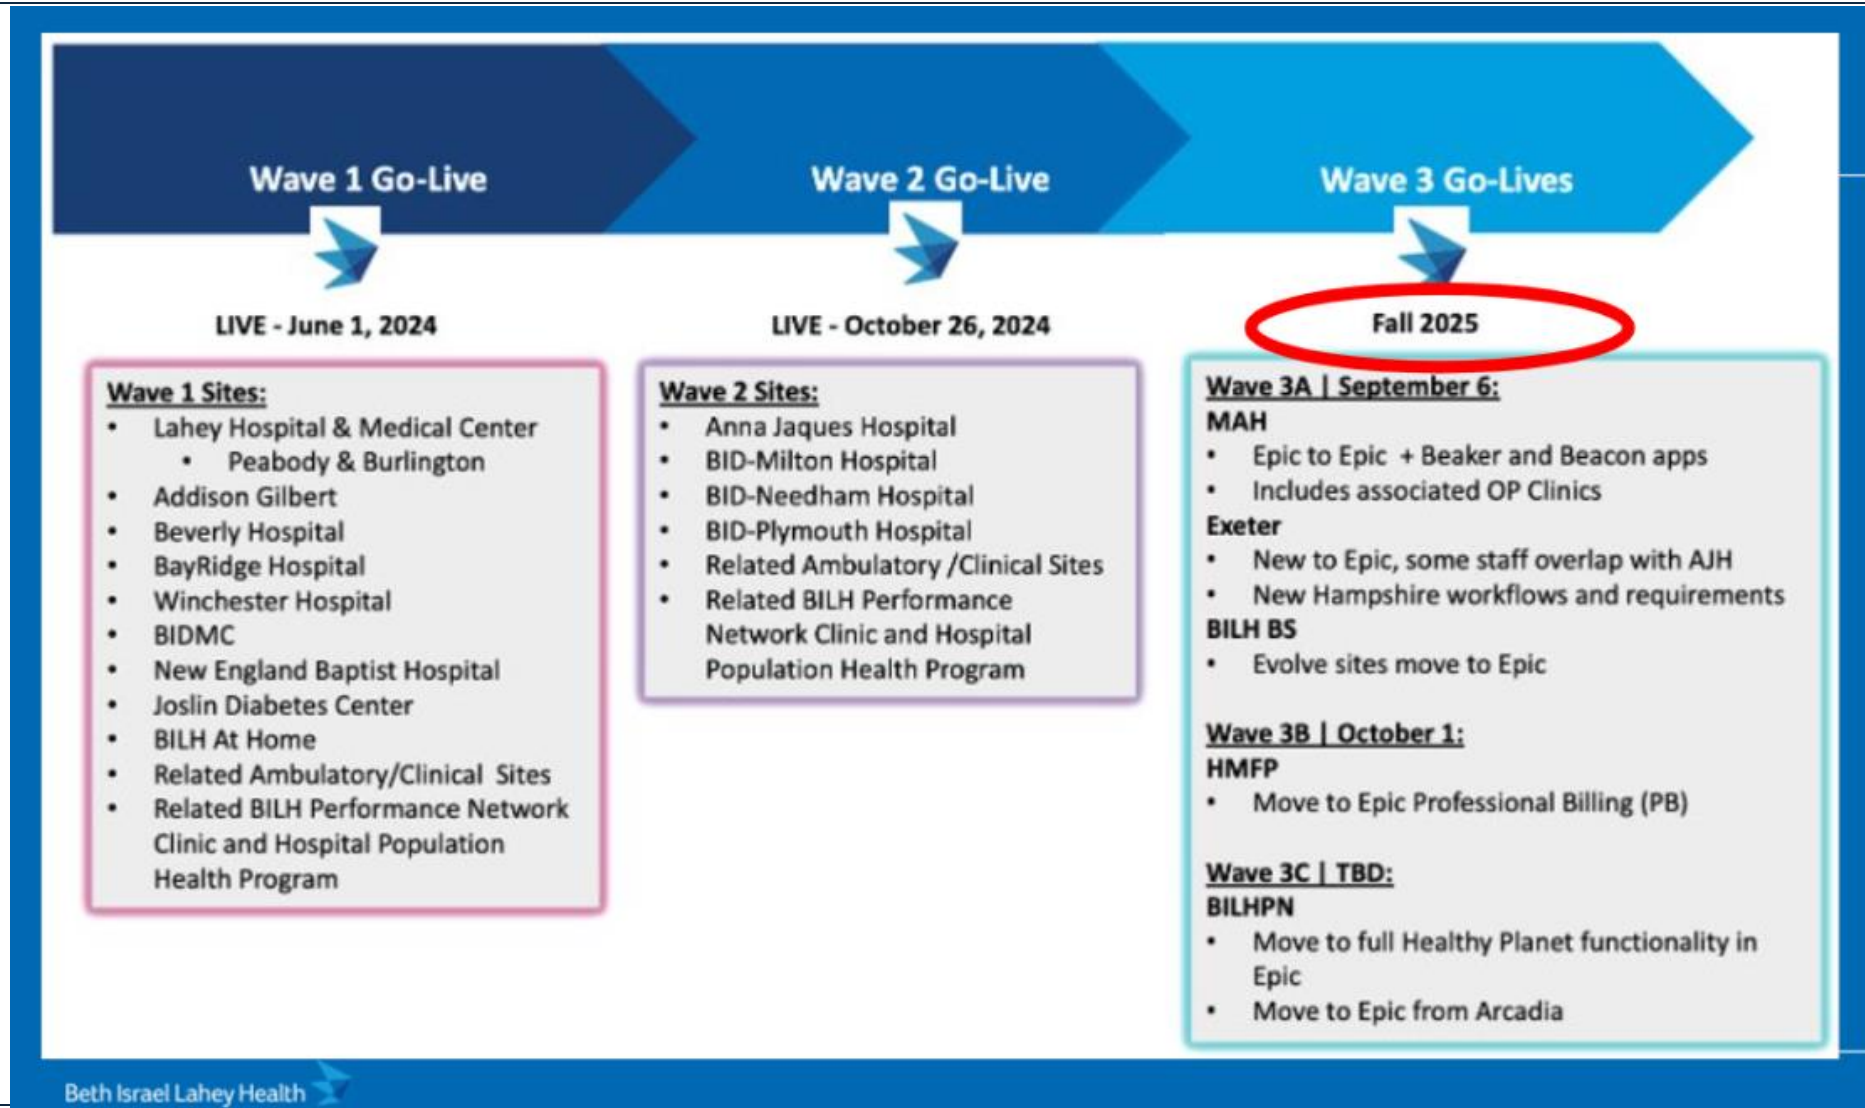 Wave 1 Go-Live
Wave 2 Go-Live
Wave 3 Go-Lives
LIVE - June 1, 2024
Wave 1 Sites:
• Lahey Hospital & Medical Center
• Peabody & Burlington
• Addison Gilbert
• Beverly Hospital
• BayRidge Hospital
• Winchester Hospital
• BIDMC
• New England Baptist Hospital
• Joslin Diabetes Center
• BILH At Home
• Related Ambulatory/Clinical Sites
• Related BILH Performance Network
Clinic and Hospital Population
Health Program
LIVE - October 26, 2024
Wave 2 Sites:
• Anna Jaques Hospital
• BID-Milton Hospital
• BID-Needham Hospital
• BID-Plymouth Hospital
• Related Ambulatory /Clinical Sites
• Related BILH Performance
Network Clinic and Hospital
Population Health Program
Fall 2025
Wave 3A | September 6:
MAH
• Epic to Epic + Beaker and Beacon apps
• Includes associated OP Clinics
Exeter
• New to Epic, some staff overlap with AJH
• New Hampshire workflows and requirements
BILH BS
• Evolve sites move to Epic
Wave 3B | October 1:
HMFP
• Move to Epic Professional Billing (PB)
Wave 3C | TBD:
BILHPN
• Move to full Healthy Planet functionality in
Epic
• Move to Epic from Arcadia
Beth Israel Lahey Health